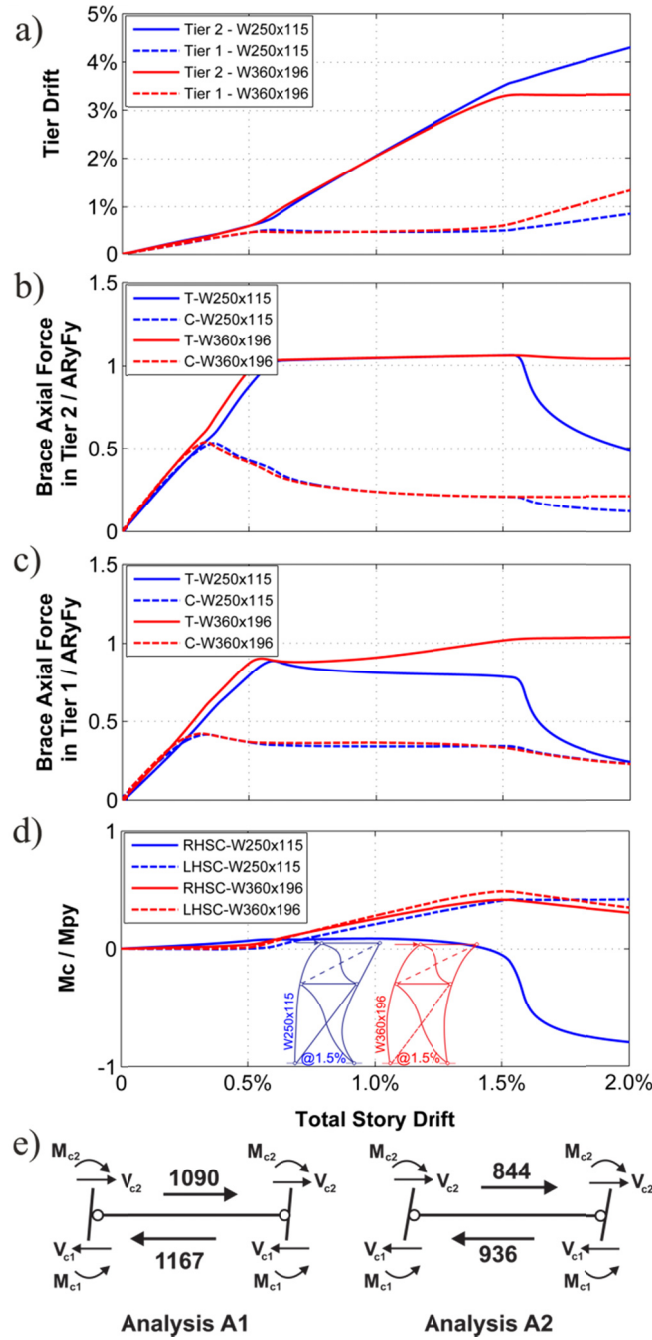 a)
Tier Drift
5%
4%
3%
2%
1%
0
Tier 2 - W250x115
Tier 1 - W250x115
Tier 2 - W360x196
Tier 1 - W360x196
b)
Brace Axial Force
in Tier 2 / ARyFy
1.5
1
0.5
0
T-W250x115
C-W250x115
T-W360x196
C-W360x196
c)
Brace Axial Force
in Tier 1 / ARyFy
1.5
1
0.5
0
T-W250x115
C-W250x115
T-W360x196
C-W360x196
d)
Mc / Mpy
1
0
-1
RHSC-W250x115
LHSC-W250x115
RHSC-W360x196
LHSC-W360x196
W250x115
@1.5%
W360x196
@1.5%
0 0.5% 1.0% 1.5% 2.0%
Total Story Drift
e)
Mc2 Vc2 1090 Mc2 Vc2
Vc1 Mc1 1167 Vc1 Mc1
Analysis A1
Mc2 Vc2 844 Mc2 Vc2
Vc1 Mc1 936 Vc1 Mc1
Analysis A2